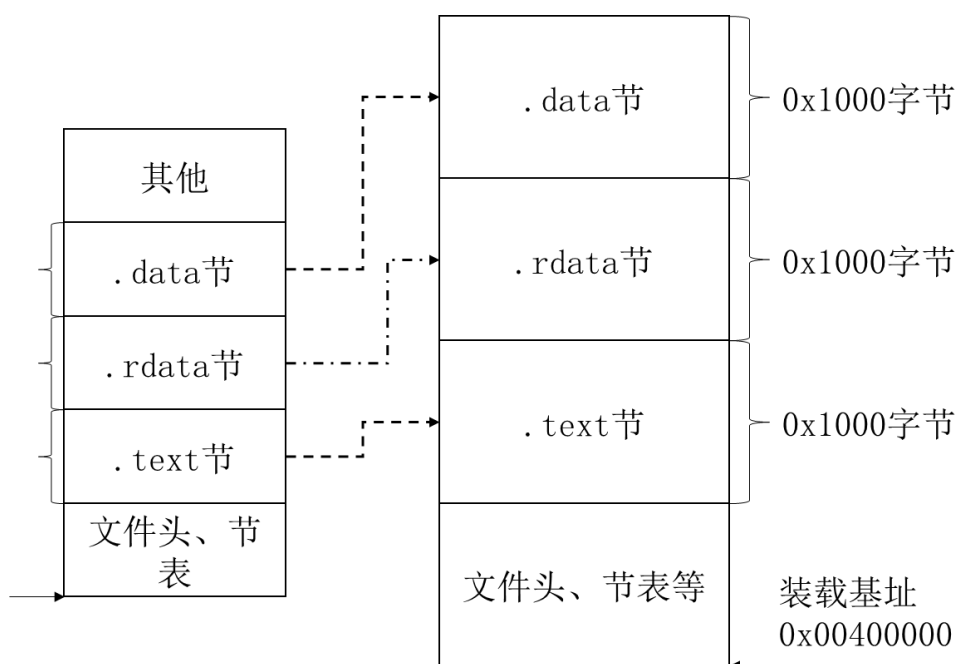 其他
.data节
.rdata节
.text节
文件头、节
表
.data节
.rdata节
.text节
文件头、节表等
0x1000字节
0x1000字节
0x1000字节
装载基址
0x00400000